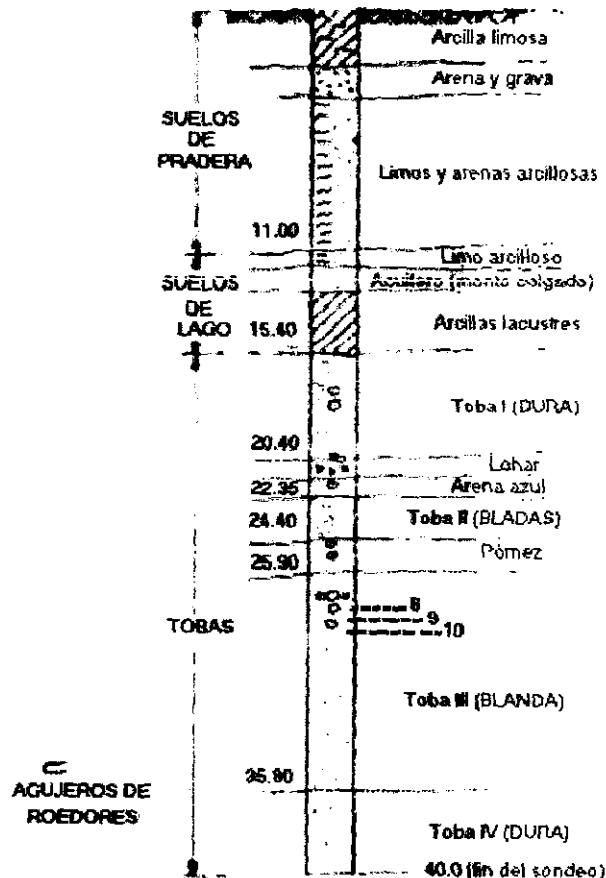 Arcilla limosa
Arena y grava
SUELOS
DE
PRADERA
Limos y arenas arcillosas
11.00
Limo arcilloso
SUELOS
DE
LAGO
Acuifero (manto colgado)
15.40
Arcillas lacustres
Toba I (DURA)
20.40
Lohar
22.35
Arena azul
24.40
Toba II (BLADAS)
25.90
Pómez
8
9
10
TOBAS
Toba III (BLANDA)
35.80
AGUJEROS DE
ROEDORES
Toba IV (DURA)
40.0 (fin del sondeo)